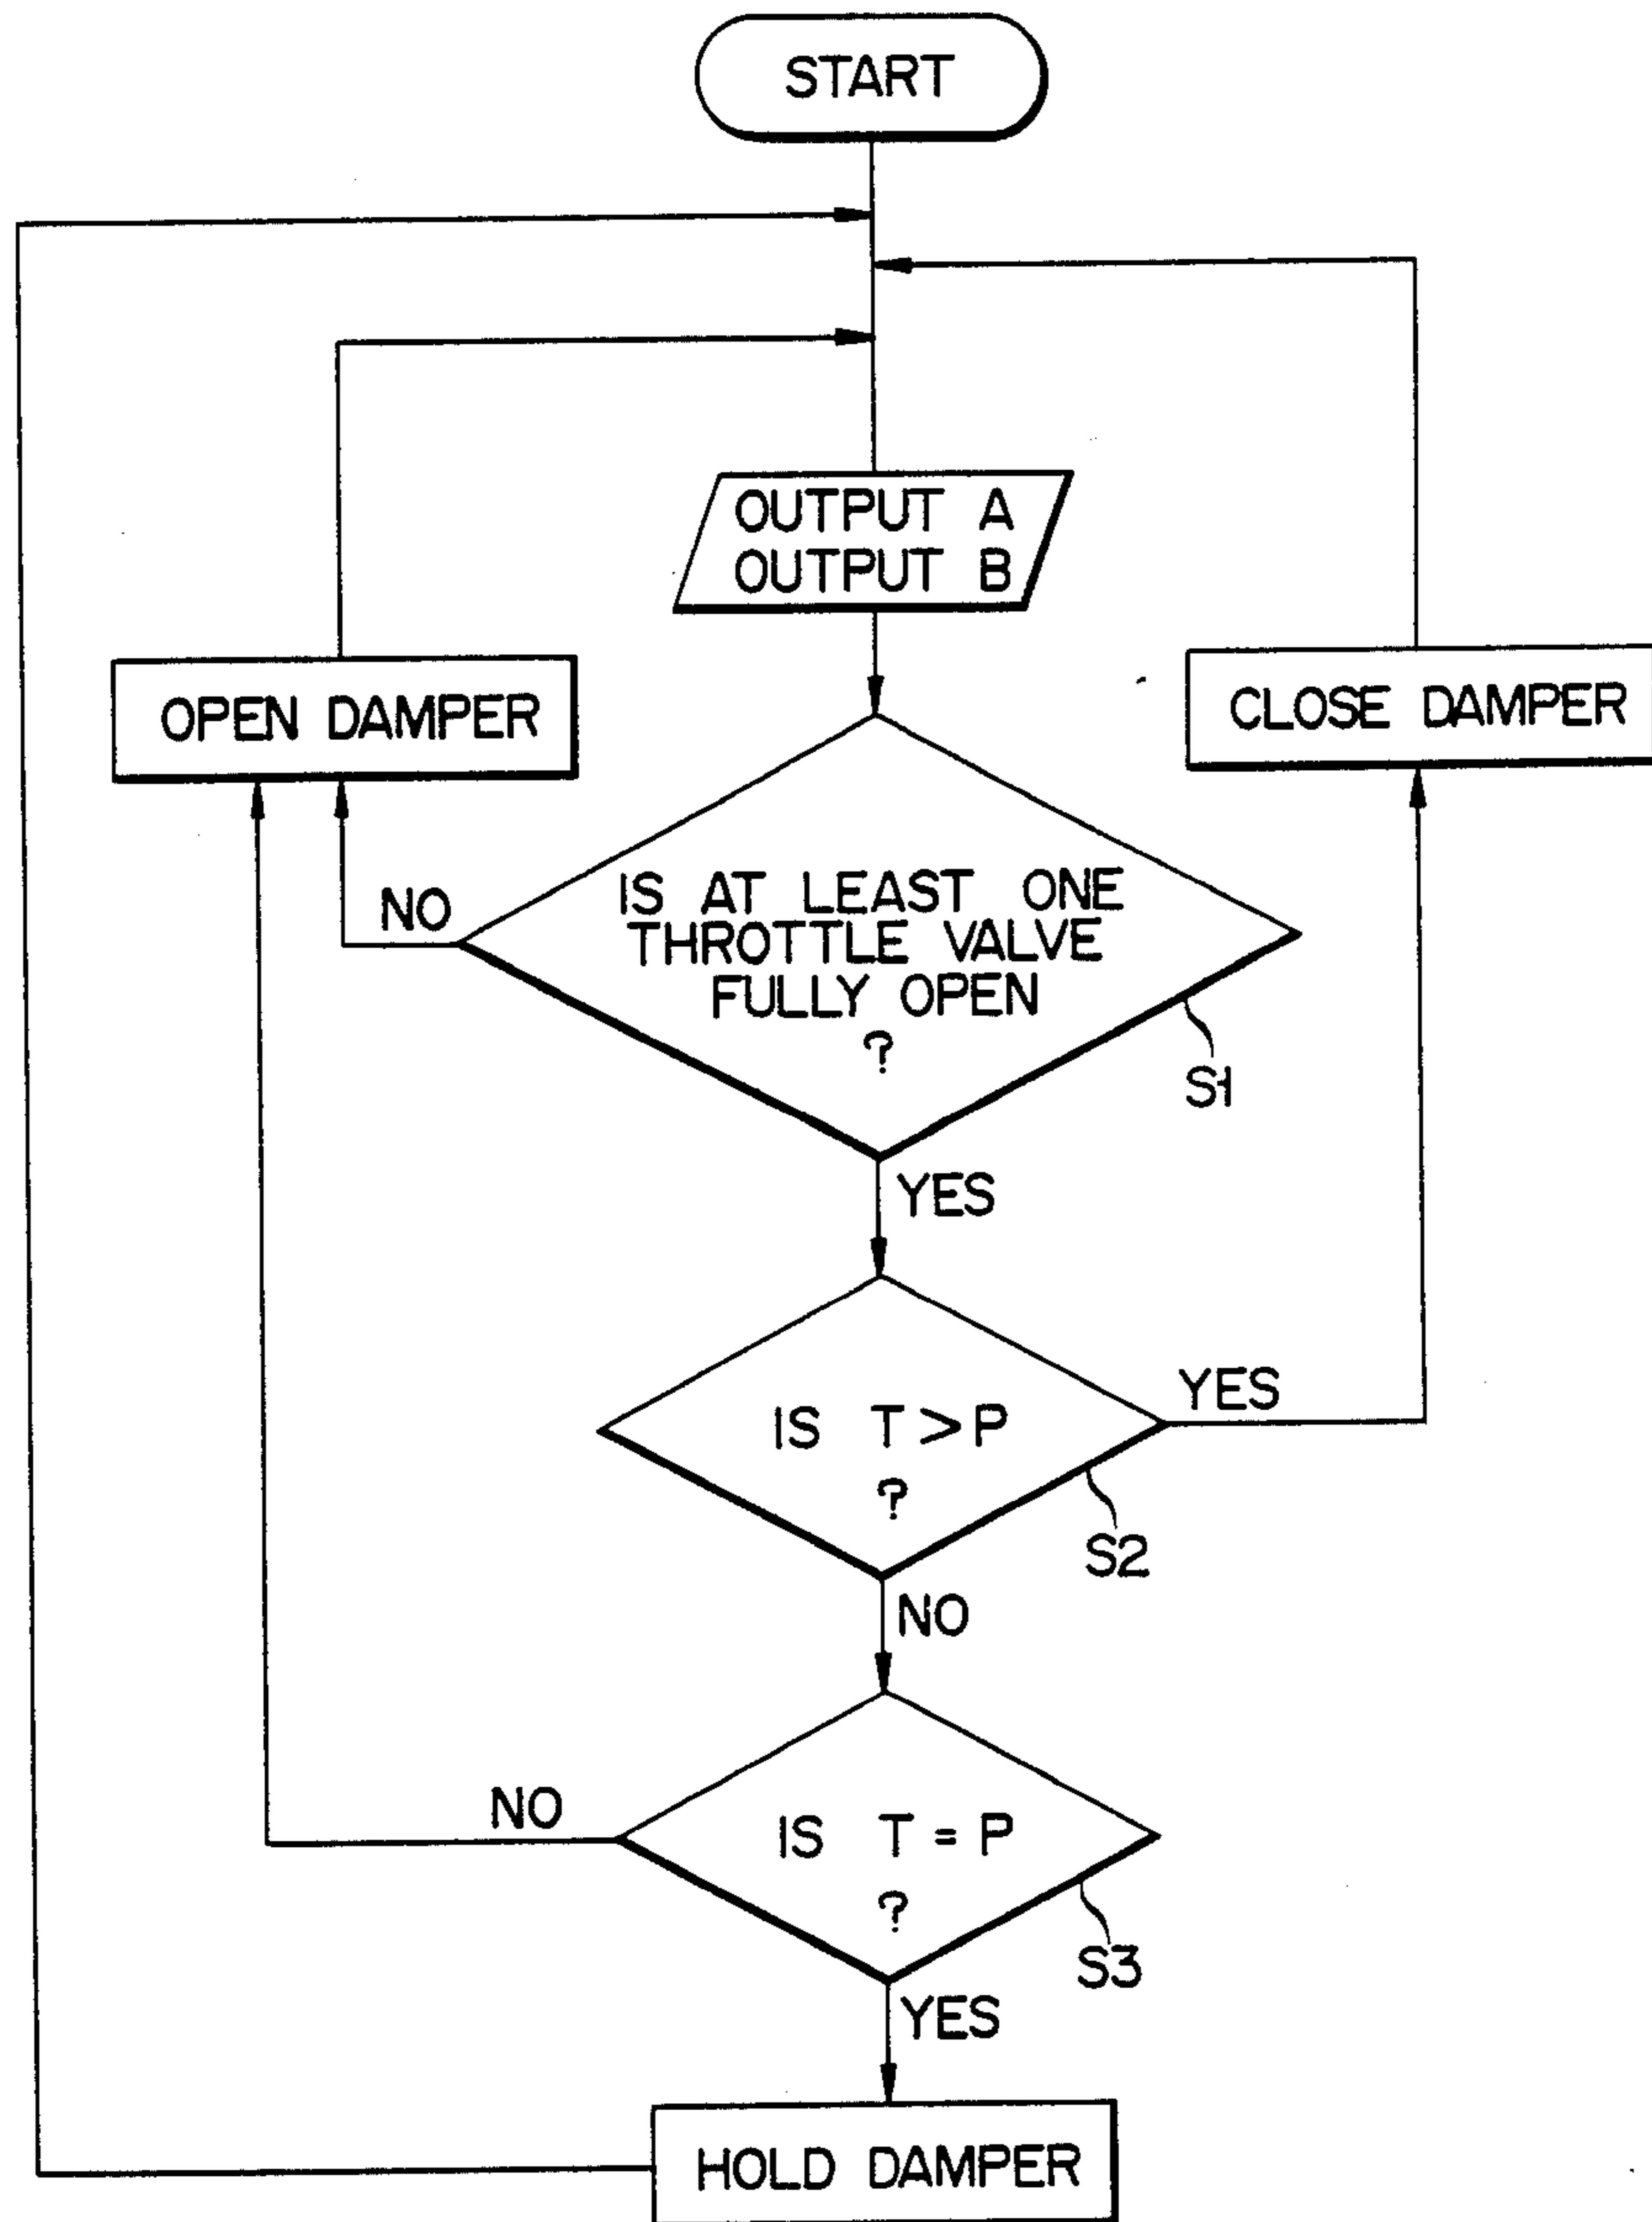 START
OUTPUT A
OUTPUT B
OPEN DAMPER
CLOSE DAMPER
NO
IS AT LEAST ONE
THROTTLE VALVE
FULLY OPEN
?
S1
YES
IS T > P
?
YES
S2
NO
NO
IS T = P
?
S3
YES
HOLD DAMPER